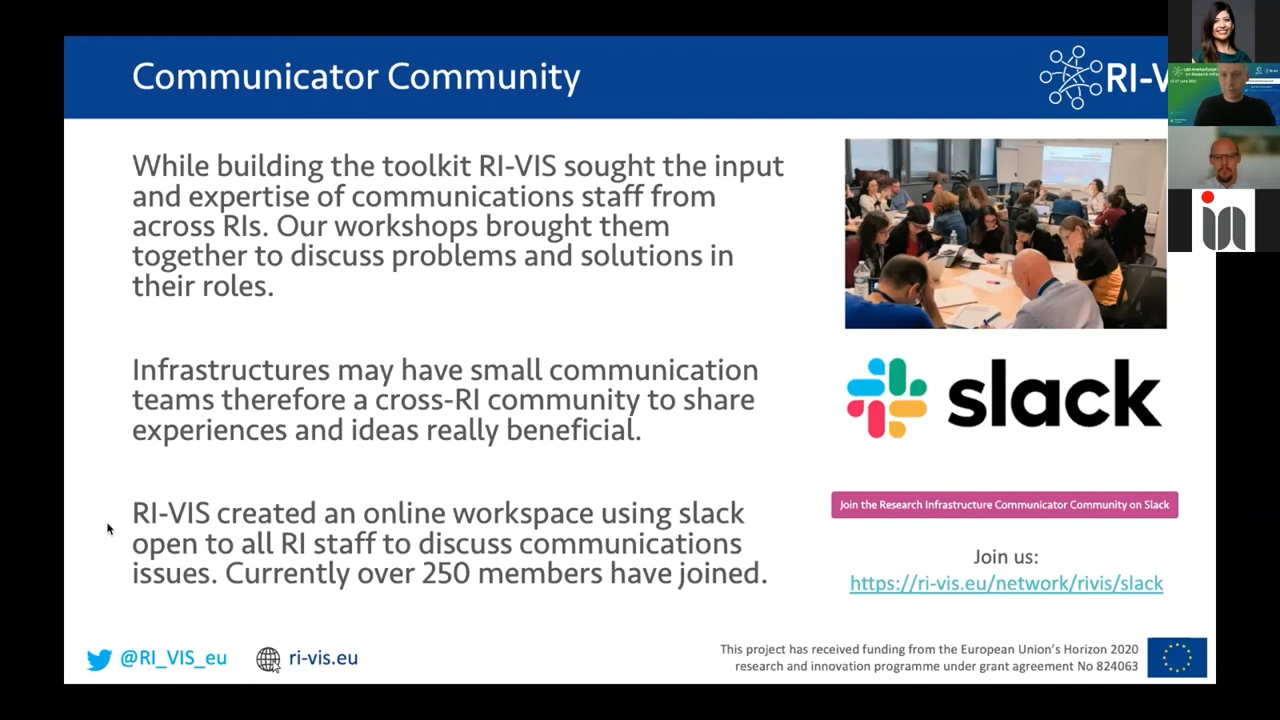 Communicator Community
RI-V
While building the toolkit RI-VIS sought the input
and expertise of communications staff from
across RIs. Our workshops brought them
together to discuss problems and solutions in
their roles.
Infrastructures may have small communication
teams therefore a cross-RI community to share
experiences and ideas really beneficial.
RI-VIS created an online workspace using slack
open to all RI staff to discuss communications
issues. Currently over 250 members have joined.
slack
Join the Research Infrastructure Communicator Community on Slack
Join us:
https://ri-vis.eu/network/rivis/slack
@RI_VIS_eu
ri-vis.eu
This project has received funding from the European Union's Horizon 2020
research and innovation programme under grant agreement No 824063